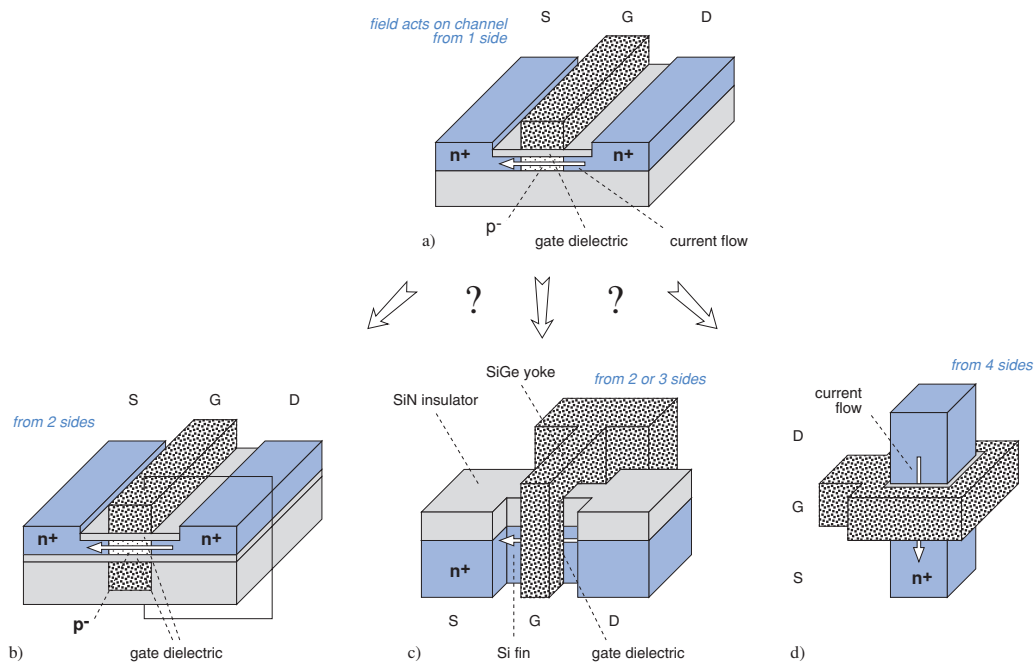 field acts on channel
from 1 side
S G D
n+ n+
p-
gate dielectric
current flow
a)
? ?
from 2 sides
S G D
n+ n+
p-
gate dielectric
b)
SiGe yoke
from 2 or 3 sides
SiN insulator
n+
S G D
Si fin
gate dielectric
c)
from 4 sides
current
flow
D
G
S
n+
d)